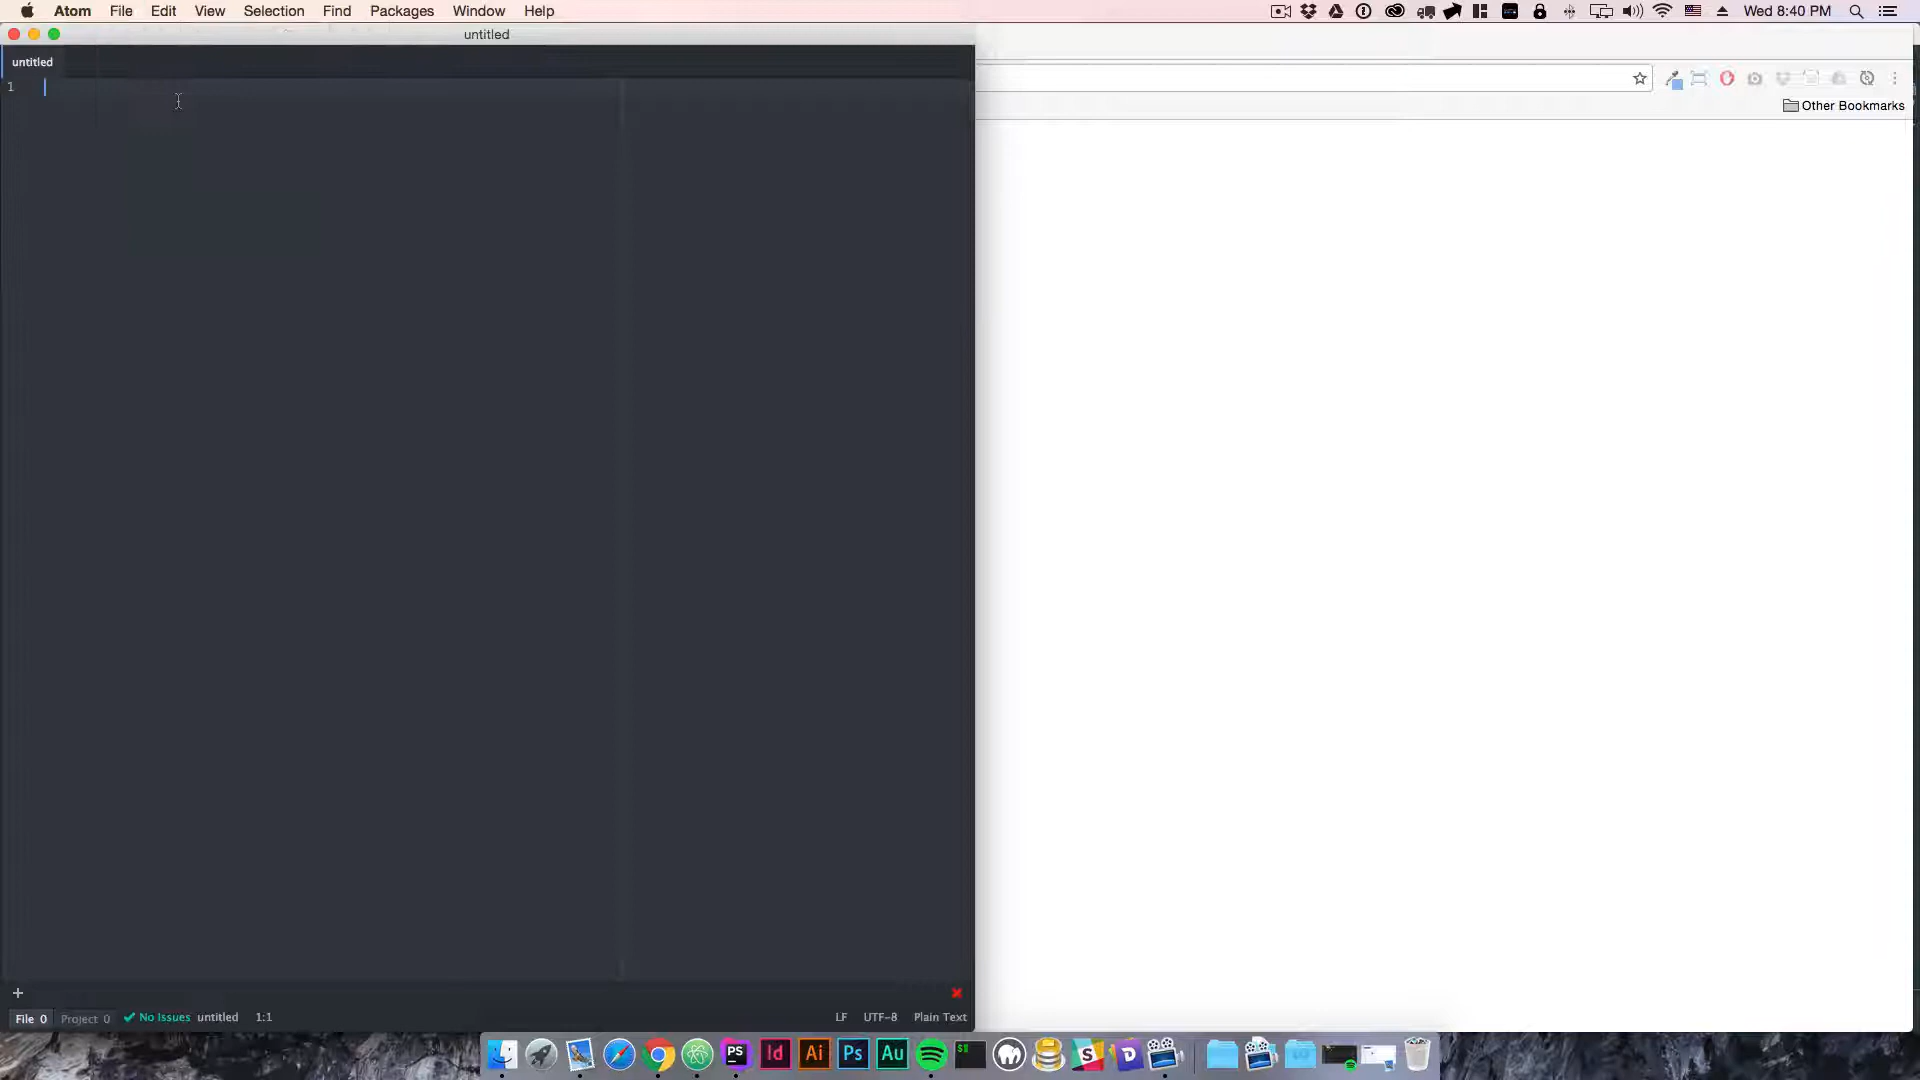 Atom File Edit View Selection Find Packages Window Help
Wed 8:40 PM
untitled
untitled
1
Other Bookmarks
File 0 Project 0 No Issues untitled 1:1
LF UTF-8 Plain Text
PS Id Ai Ps Au $$ S D